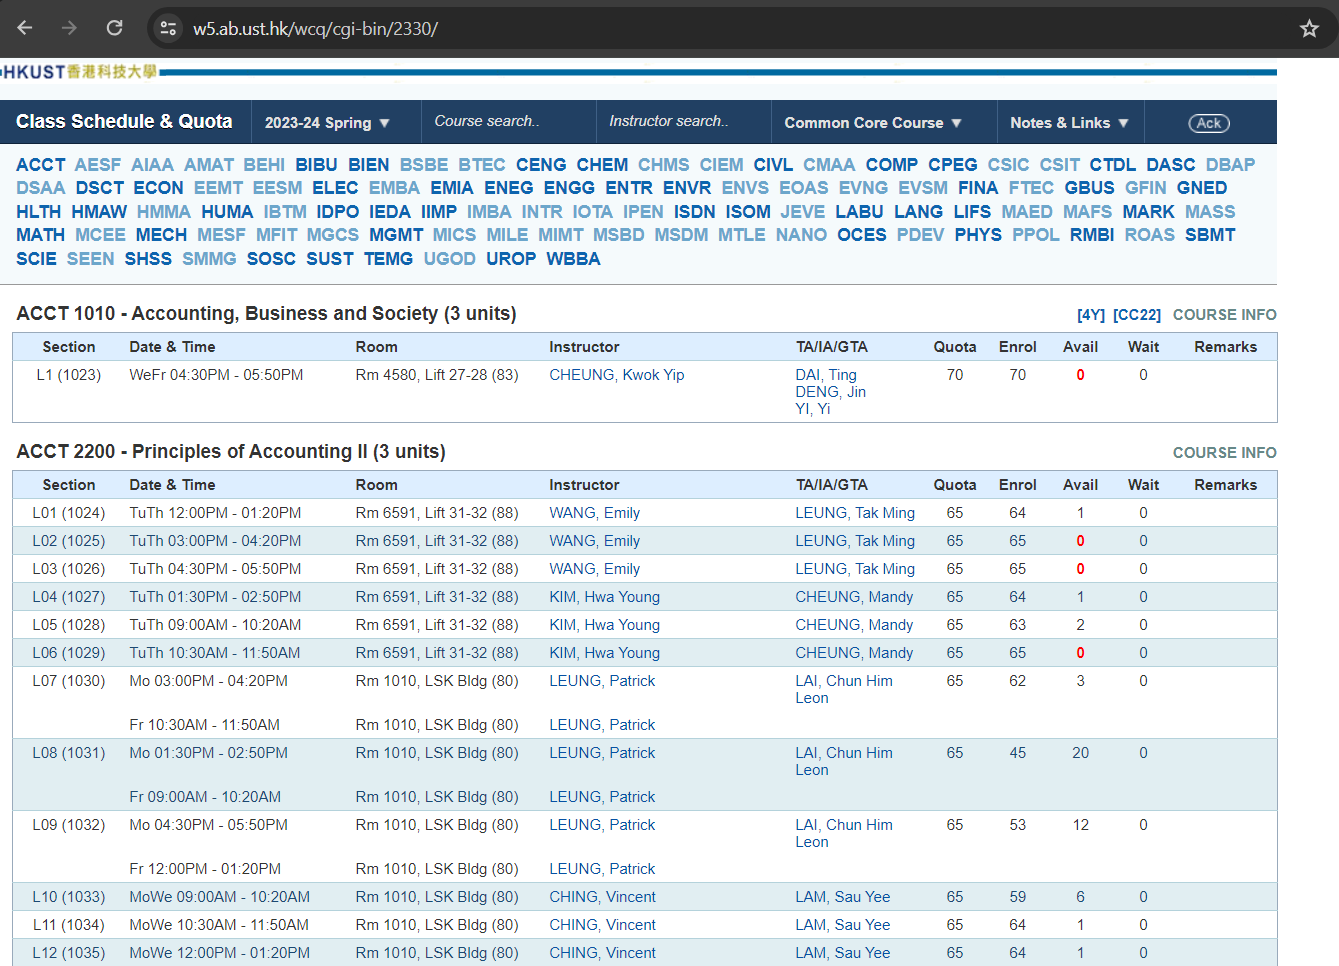 w5.ab.ust.hk/wcq/cgi-bin/2330/
HKUST香港科技大學
Class Schedule & Quota 2023-24 Spring ▼ Course search.. Instructor search.. Common Core Course ▼ Notes & Links ▼ Ack
ACCT AESF AIAA AMAT BEHI BIBU BIEN BSBE BTEC CENG CHEM CHMS CIEM CIVL CMAA COMP CPEG CSIC CSIT CTDL DASC DBAP
DSAA DSCT ECON EEMT EESM ELEC EMBA EMIA ENEG ENGG ENTR ENVR ENVS EOAS EVNG EVSM FINA FTEC GBUS GFIN GNED
HLTH HMAW HMMA HUMA IBTM IDPO IEDA IIMP IMBA INTR IOTA IPEN ISDN ISOM JEVE LABU LANG LIFS MAED MAFS MARK MASS
MATH MCEE MECH MESF MFIT MGCS MGMT MICS MILE MIMT MSBD MSDM MTLE NANO OCES PDEV PHYS PPOL RMBI ROAS SBMT
SCIE SEEN SHSS SMMG SOSC SUST TEMG UGOD UROP WBBA
ACCT 1010 - Accounting, Business and Society (3 units) [4Y] [CC22] COURSE INFO
Section Date & Time Room Instructor TA/IA/GTA Quota Enrol Avail Wait Remarks
L1 (1023) WeFr 04:30PM - 05:50PM Rm 4580, Lift 27-28 (83) CHEUNG, Kwok Yip DAI, Ting 70 70 0 0
DENG, Jin
YI, Yi
ACCT 2200 - Principles of Accounting II (3 units) COURSE INFO
Section Date & Time Room Instructor TA/IA/GTA Quota Enrol Avail Wait Remarks
L01 (1024) TuTh 12:00PM - 01:20PM Rm 6591, Lift 31-32 (88) WANG, Emily LEUNG, Tak Ming 65 64 1 0
L02 (1025) TuTh 03:00PM - 04:20PM Rm 6591, Lift 31-32 (88) WANG, Emily LEUNG, Tak Ming 65 65 0 0
L03 (1026) TuTh 04:30PM - 05:50PM Rm 6591, Lift 31-32 (88) WANG, Emily LEUNG, Tak Ming 65 65 0 0
L04 (1027) TuTh 01:30PM - 02:50PM Rm 6591, Lift 31-32 (88) KIM, Hwa Young CHEUNG, Mandy 65 64 1 0
L05 (1028) TuTh 09:00AM - 10:20AM Rm 6591, Lift 31-32 (88) KIM, Hwa Young CHEUNG, Mandy 65 63 2 0
L06 (1029) TuTh 10:30AM - 11:50AM Rm 6591, Lift 31-32 (88) KIM, Hwa Young CHEUNG, Mandy 65 65 0 0
L07 (1030) Mo 03:00PM - 04:20PM Rm 1010, LSK Bldg (80) LEUNG, Patrick LAI, Chun Him 65 62 3 0
Leon
Fr 10:30AM - 11:50AM Rm 1010, LSK Bldg (80) LEUNG, Patrick
L08 (1031) Mo 01:30PM - 02:50PM Rm 1010, LSK Bldg (80) LEUNG, Patrick LAI, Chun Him 65 45 20 0
Leon
Fr 09:00AM - 10:20AM Rm 1010, LSK Bldg (80) LEUNG, Patrick
L09 (1032) Mo 04:30PM - 05:50PM Rm 1010, LSK Bldg (80) LEUNG, Patrick LAI, Chun Him 65 53 12 0
Leon
Fr 12:00PM - 01:20PM Rm 1010, LSK Bldg (80) LEUNG, Patrick
L10 (1033) MoWe 09:00AM - 10:20AM Rm 1010, LSK Bldg (80) CHING, Vincent LAM, Sau Yee 65 59 6 0
L11 (1034) MoWe 10:30AM - 11:50AM Rm 1010, LSK Bldg (80) CHING, Vincent LAM, Sau Yee 65 64 1 0
L12 (1035) MoWe 12:00PM - 01:20PM Rm 1010, LSK Bldg (80) CHING, Vincent LAM, Sau Yee 65 64 1 0